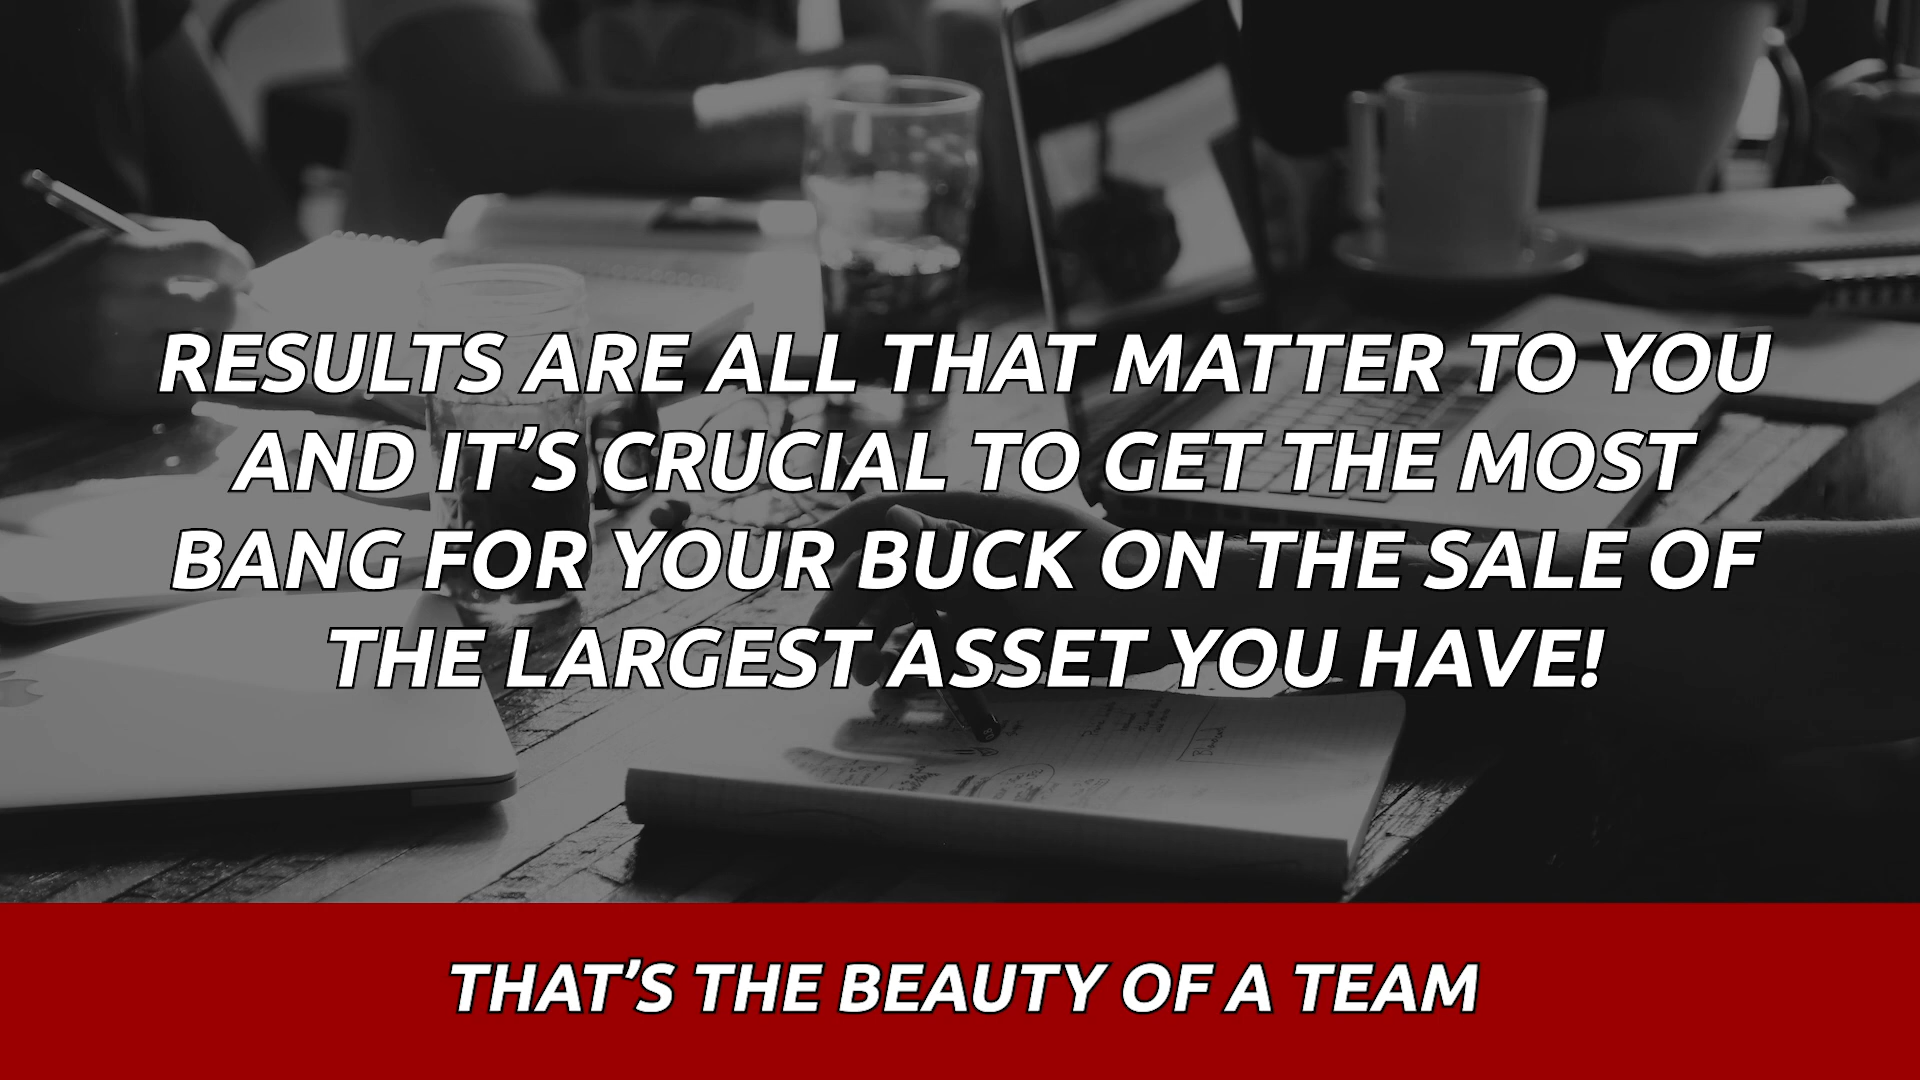 RESULTS ARE ALL THAT MATTER TO YOU
AND IT’S CRUCIAL TO GET THE MOST
BANG FOR YOUR BUCK ON THE SALE OF
THE LARGEST ASSET YOU HAVE!
THAT’S THE BEAUTY OF A TEAM